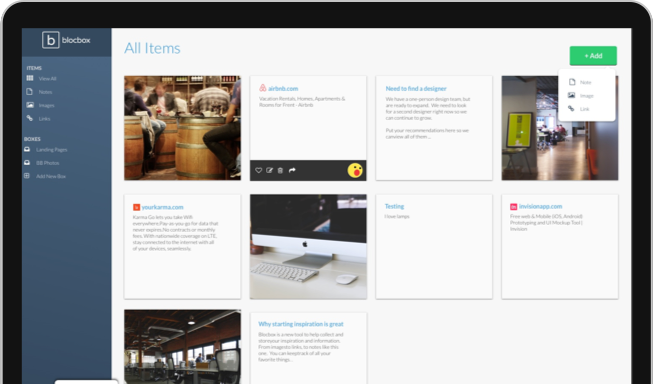 b blocbox
All Items
+ Add
ITEMS
View All
Notes
Images
Links
BOXES
Landing Pages
BB Photos
Add New Box
Note
Image
Link
airbnb.com
Vacation Rentals, Homes, Apartments &
Rooms for Rent - Airbnb
Need to find a designer
We have a one person design team, but
are ready to expand. We need to look
for a second designer right now so we
can continue to grow.
Put your recommendations here so we
can view all of them ...
yourkarma.com
Karma Go lets you take WiFi
everywhere. Pay as you go for data that
never expires. No contracts or monthly
fees. With nationwide coverage on LTE,
stay connected to the internet with all
of your devices, seamlessly.
Testing
I love lamps
invisionapp.com
Free web & Mobile (iOS, Android)
Prototyping and UI Mockup Tool |
Invision
Why starting inspiration is great
Blocbox is a new tool to help collect and
store your inspiration and information.
From images to links, to notes like this
one. You can keep track of all your
favorite things...